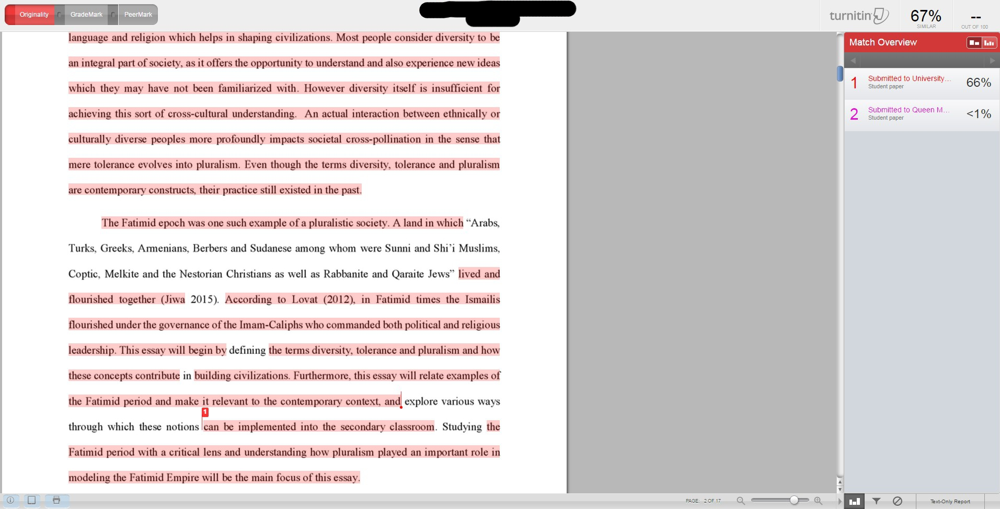 Originality
GradeMark
PeerMark
turnitin
67%
SIMILAR
--
OUT OF 100
language and religion which helps in shaping civilizations. Most people consider diversity to be
an integral part of society, as it offers the opportunity to understand and also experience new ideas
which they may have not been familiarized with. However diversity itself is insufficient for
achieving this sort of cross-cultural understanding.  An actual interaction between ethnically or
culturally diverse peoples more profoundly impacts societal cross-pollination in the sense that
mere tolerance evolves into pluralism. Even though the terms diversity, tolerance and pluralism
are contemporary constructs, their practice still existed in the past.
The Fatimid epoch was one such example of a pluralistic society. A land in which “Arabs,
Turks, Greeks, Armenians, Berbers and Sudanese among whom were Sunni and Shi’i Muslims,
Coptic, Melkite and the Nestorian Christians as well as Rabbanite and Qaraite Jews” lived and
flourished together (Jiwa 2015). According to Lovat (2012), in Fatimid times the Ismailis
flourished under the governance of the Imam-Caliphs who commanded both political and religious
leadership. This essay will begin by defining the terms diversity, tolerance and pluralism and how
these concepts contribute in building civilizations. Furthermore, this essay will relate examples of
the Fatimid period and make it relevant to the contemporary context, and explore various ways
1
through which these notions can be implemented into the secondary classroom. Studying the
Fatimid period with a critical lens and understanding how pluralism played an important role in
modeling the Fatimid Empire will be the main focus of this essay.
Match Overview
1 Submitted to University... 66%
Student paper
2 Submitted to Queen M... <1%
Student paper
PAGE: 2 OF 17
Text-Only Report